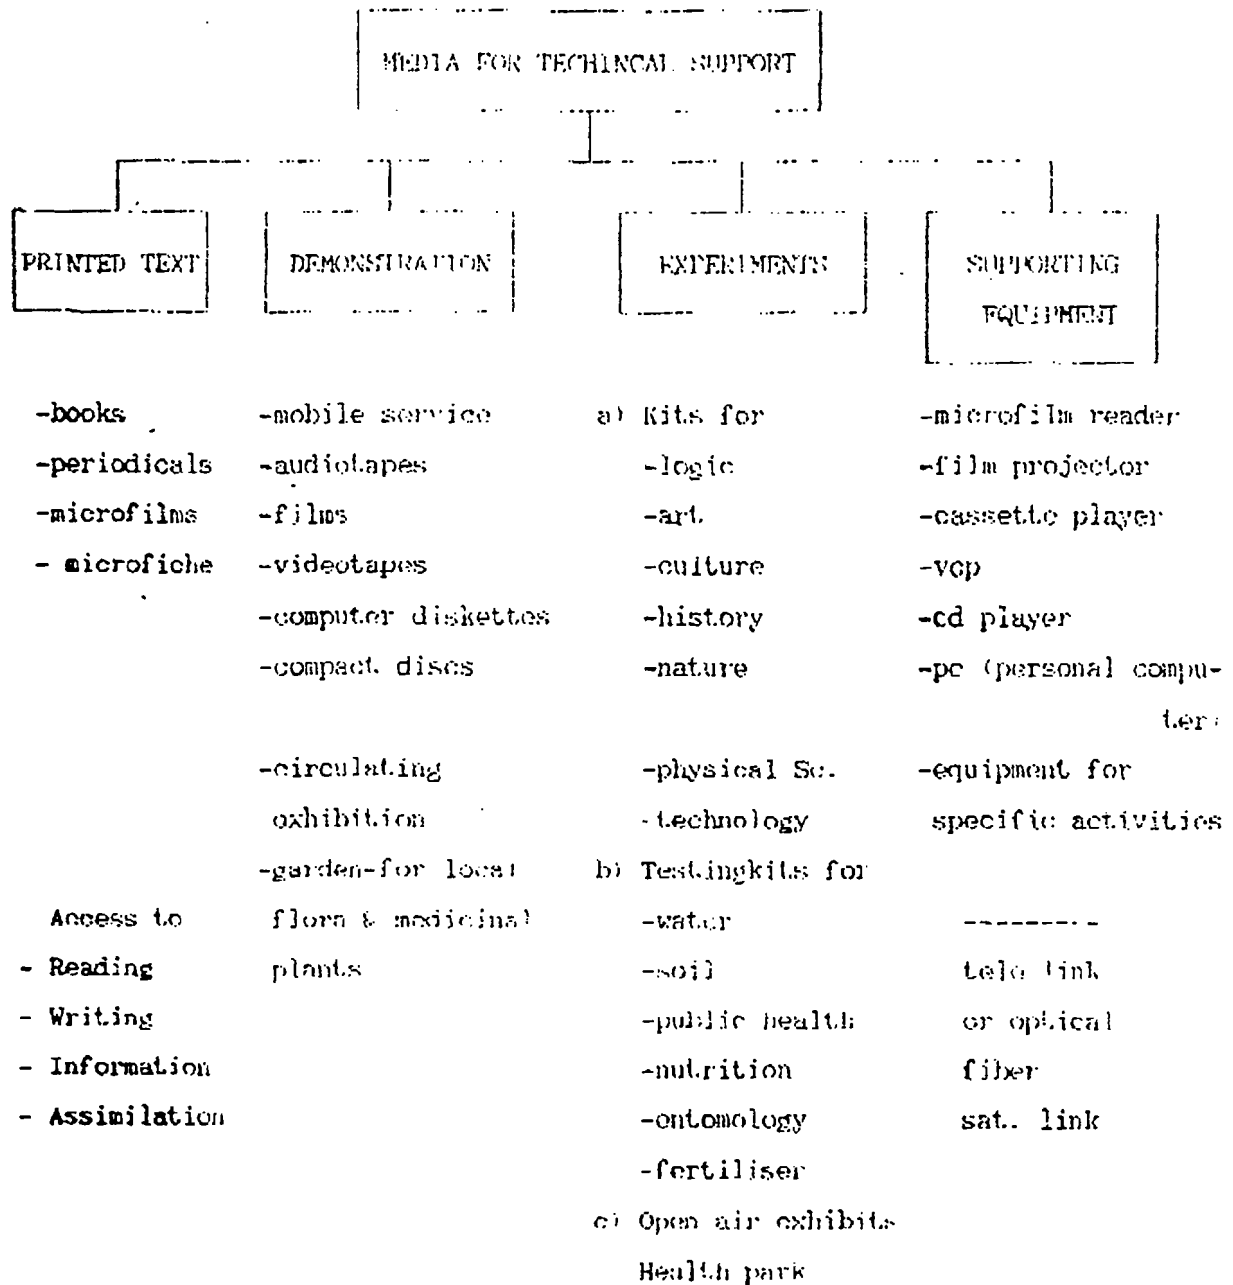 MEDIA FOR TECHINCAL SUPPORT
PRINTED TEXT
DEMONSTRATION
EXPERIMENTS
SUPPORTING
EQUIPMENT
-books
-periodicals
-microfilms
- microfiche
Access to
- Reading
- Writing
- Information
- Assimilation
-mobile service
-audiotapes
-films
-videotapes
-computer diskettes
-compact discs
-circulating
exhibition
-garden-for local
flora & medicinal
plants
a) Kits for
-logic
-art
-culture
-history
-nature
-physical Sc.
-technology
b) Testingkits for
-water
-soil
-public health
-nutrition
-entomology
-fertiliser
c) Open air exhibits
Health park
-microfilm reader
-film projector
-cassette player
-vcp
-cd player
-pc (personal compu-
ter)
-equipment for
specific activities
---------
tele link
or optical
fiber
sat. link